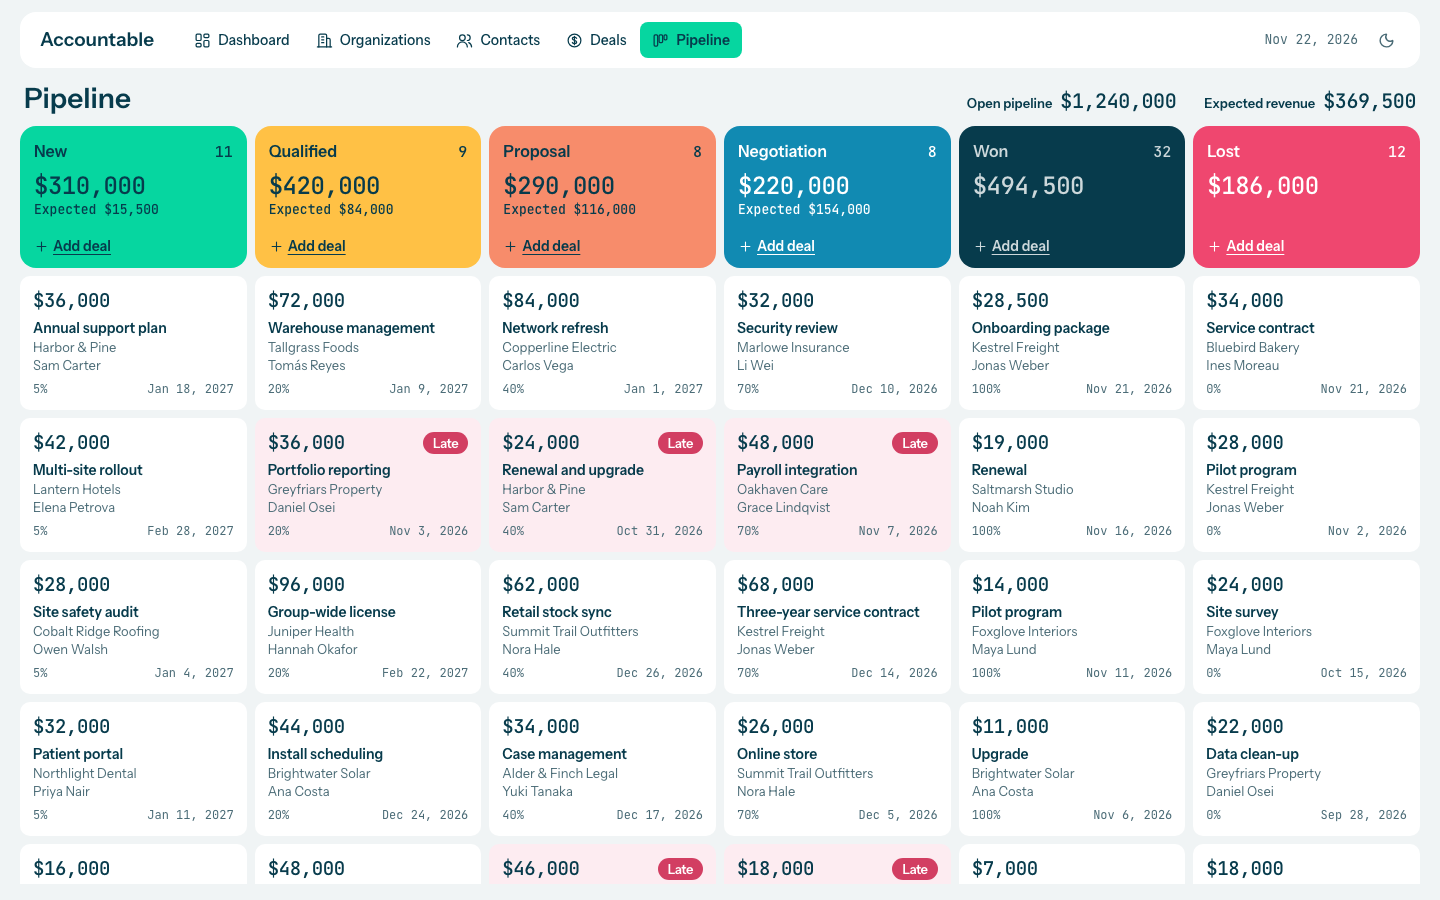 Accountable
Dashboard
Organizations
Contacts
Deals
Pipeline
Nov 22, 2026
Pipeline
Open pipeline $1,240,000
Expected revenue $369,500
New 11
$310,000
Expected $15,500
+ Add deal
Qualified 9
$420,000
Expected $84,000
+ Add deal
Proposal 8
$290,000
Expected $116,000
+ Add deal
Negotiation 8
$220,000
Expected $154,000
+ Add deal
Won 32
$494,500
+ Add deal
Lost 12
$186,000
+ Add deal
$36,000
Annual support plan
Harbor & Pine
Sam Carter
5% Jan 18, 2027
$72,000
Warehouse management
Tallgrass Foods
Tomás Reyes
20% Jan 9, 2027
$84,000
Network refresh
Copperline Electric
Carlos Vega
40% Jan 1, 2027
$32,000
Security review
Marlowe Insurance
Li Wei
70% Dec 10, 2026
$28,500
Onboarding package
Kestrel Freight
Jonas Weber
100% Nov 21, 2026
$34,000
Service contract
Bluebird Bakery
Ines Moreau
0% Nov 21, 2026
$42,000
Multi-site rollout
Lantern Hotels
Elena Petrova
5% Feb 28, 2027
$36,000 Late
Portfolio reporting
Greyfriars Property
Daniel Osei
20% Nov 3, 2026
$24,000 Late
Renewal and upgrade
Harbor & Pine
Sam Carter
40% Oct 31, 2026
$48,000 Late
Payroll integration
Oakhaven Care
Grace Lindqvist
70% Nov 7, 2026
$19,000
Renewal
Saltmarsh Studio
Noah Kim
100% Nov 16, 2026
$28,000
Pilot program
Kestrel Freight
Jonas Weber
0% Nov 2, 2026
$28,000
Site safety audit
Cobalt Ridge Roofing
Owen Walsh
5% Jan 4, 2027
$96,000
Group-wide license
Juniper Health
Hannah Okafor
20% Feb 22, 2027
$62,000
Retail stock sync
Summit Trail Outfitters
Nora Hale
40% Dec 26, 2026
$68,000
Three-year service contract
Kestrel Freight
Jonas Weber
70% Dec 14, 2026
$14,000
Pilot program
Foxglove Interiors
Maya Lund
100% Nov 11, 2026
$24,000
Site survey
Foxglove Interiors
Maya Lund
0% Oct 15, 2026
$32,000
Patient portal
Northlight Dental
Priya Nair
5% Jan 11, 2027
$44,000
Install scheduling
Brightwater Solar
Ana Costa
20% Dec 24, 2026
$34,000
Case management
Alder & Finch Legal
Yuki Tanaka
40% Dec 17, 2026
$26,000
Online store
Summit Trail Outfitters
Nora Hale
70% Dec 5, 2026
$11,000
Upgrade
Brightwater Solar
Ana Costa
100% Nov 6, 2026
$22,000
Data clean-up
Greyfriars Property
Daniel Osei
0% Sep 28, 2026
$16,000
$48,000
$46,000 Late
$18,000 Late
$7,000
$18,000